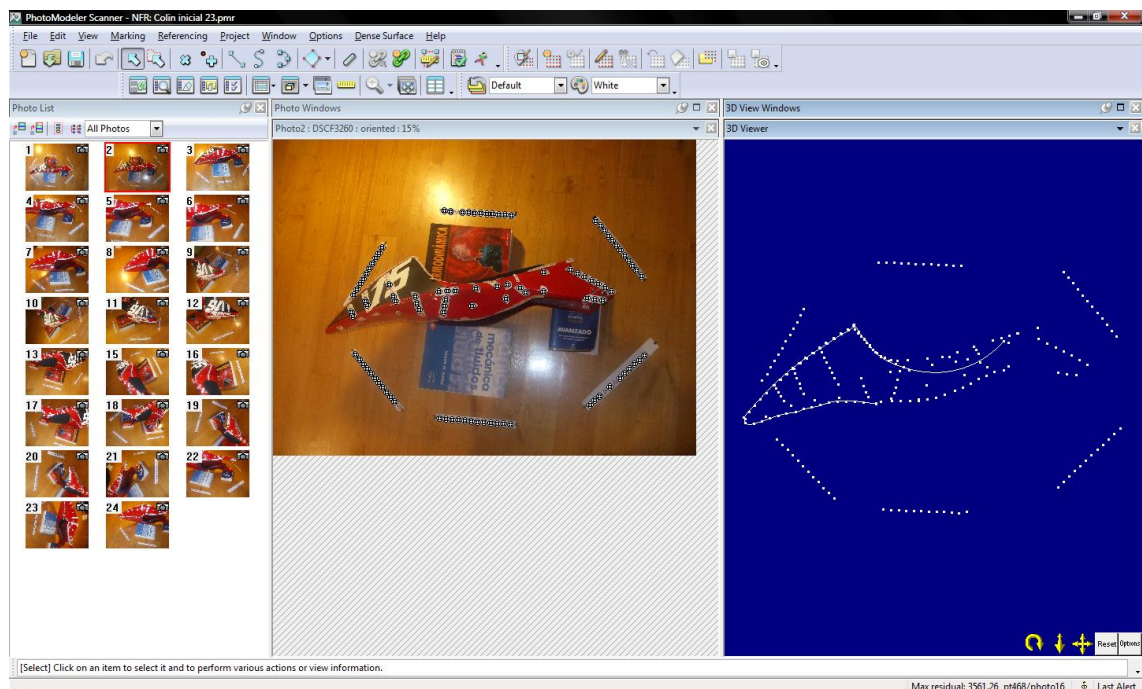 PhotoModeler Scanner - NFR: Colin inicial 23.pmr
File Edit View Marking Referencing Project Window Options Dense Surface Help
Default White
Photo List
Photo Windows
3D View Windows
All Photos
Photo2 : DSCF3260 : oriented : 15%
3D Viewer
1 2 3
4 5 6
7 8 9
10 11 12
13 15 16
17 18 19
20 21 22
23 24
TERMODINÁMICA
AVANZADO
mecanica
de fluidos
Reset Options
[Select] Click on an item to select it and to perform various actions or view information.
Max residual: 3561.26 pt468/photo16 Last Alert